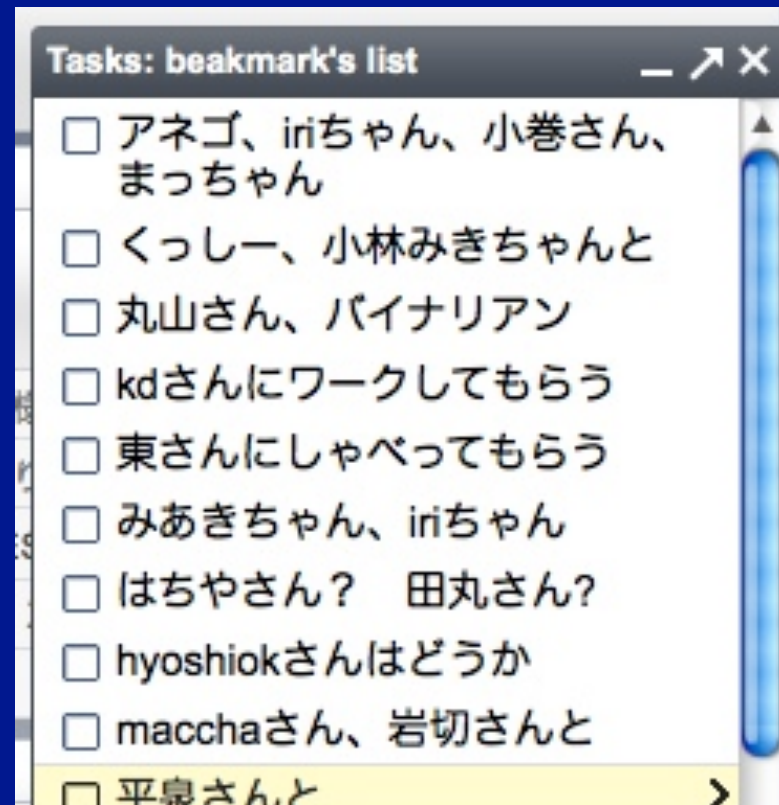 Tasks: beakmark's list
アネゴ、iriちゃん、小巻さん、
まっちゃん
くっしー、小林みきちゃんと
丸山さん、バイナリアン
kdさんにワークしてもらう
東さんにしゃべってもらう
みあきちゃん、iriちゃん
はちやさん？　田丸さん?
hyoshiokさんはどうか
macchaさん、岩切さんと
平泉さんと